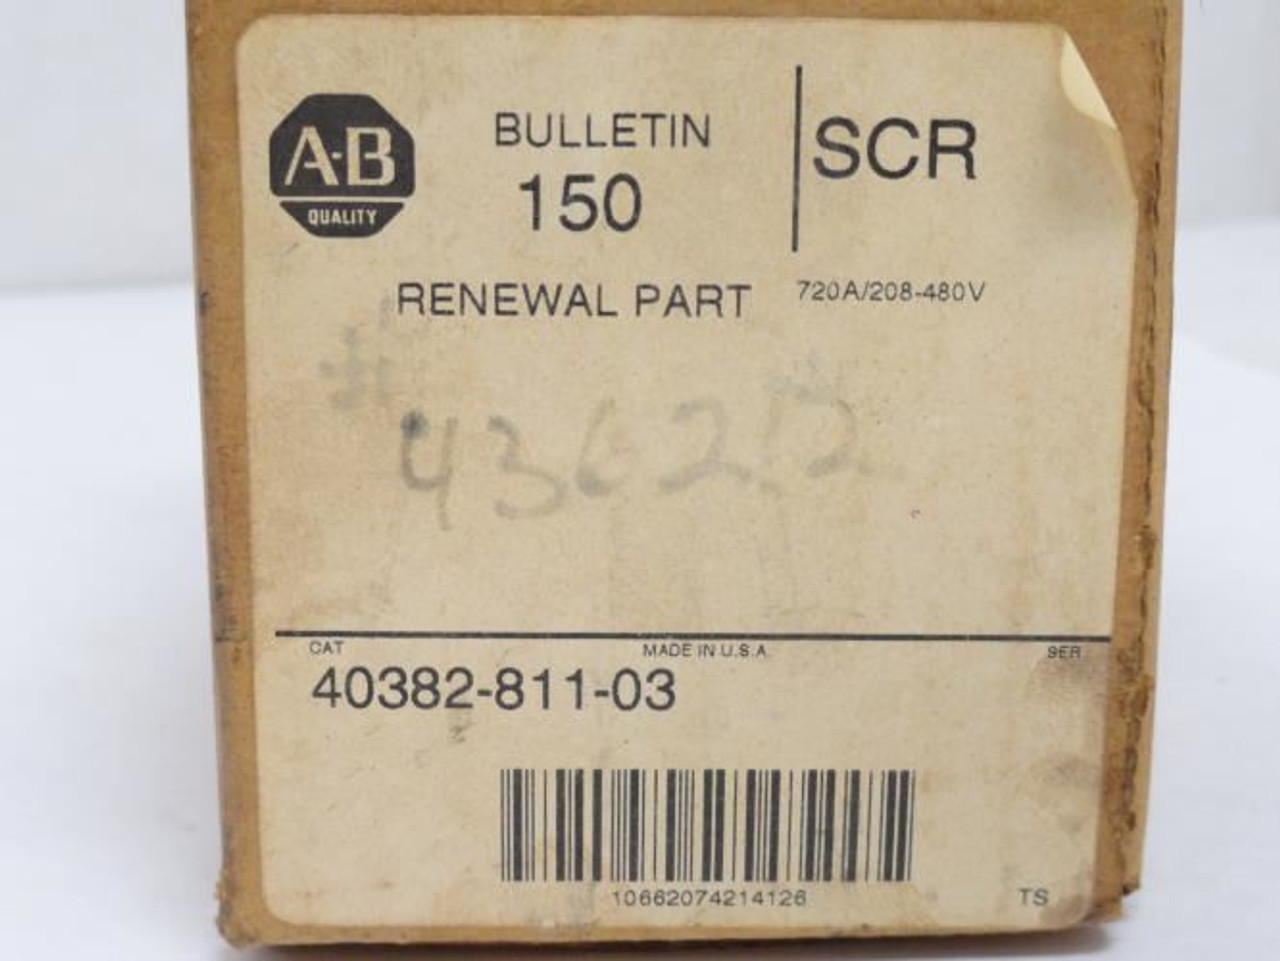 A-B
QUALITY
BULLETIN
150
SCR
RENEWAL PART
720A/208-480V
CAT
MADE IN U.S.A.
SER
40382-811-03
10662074214126
TS